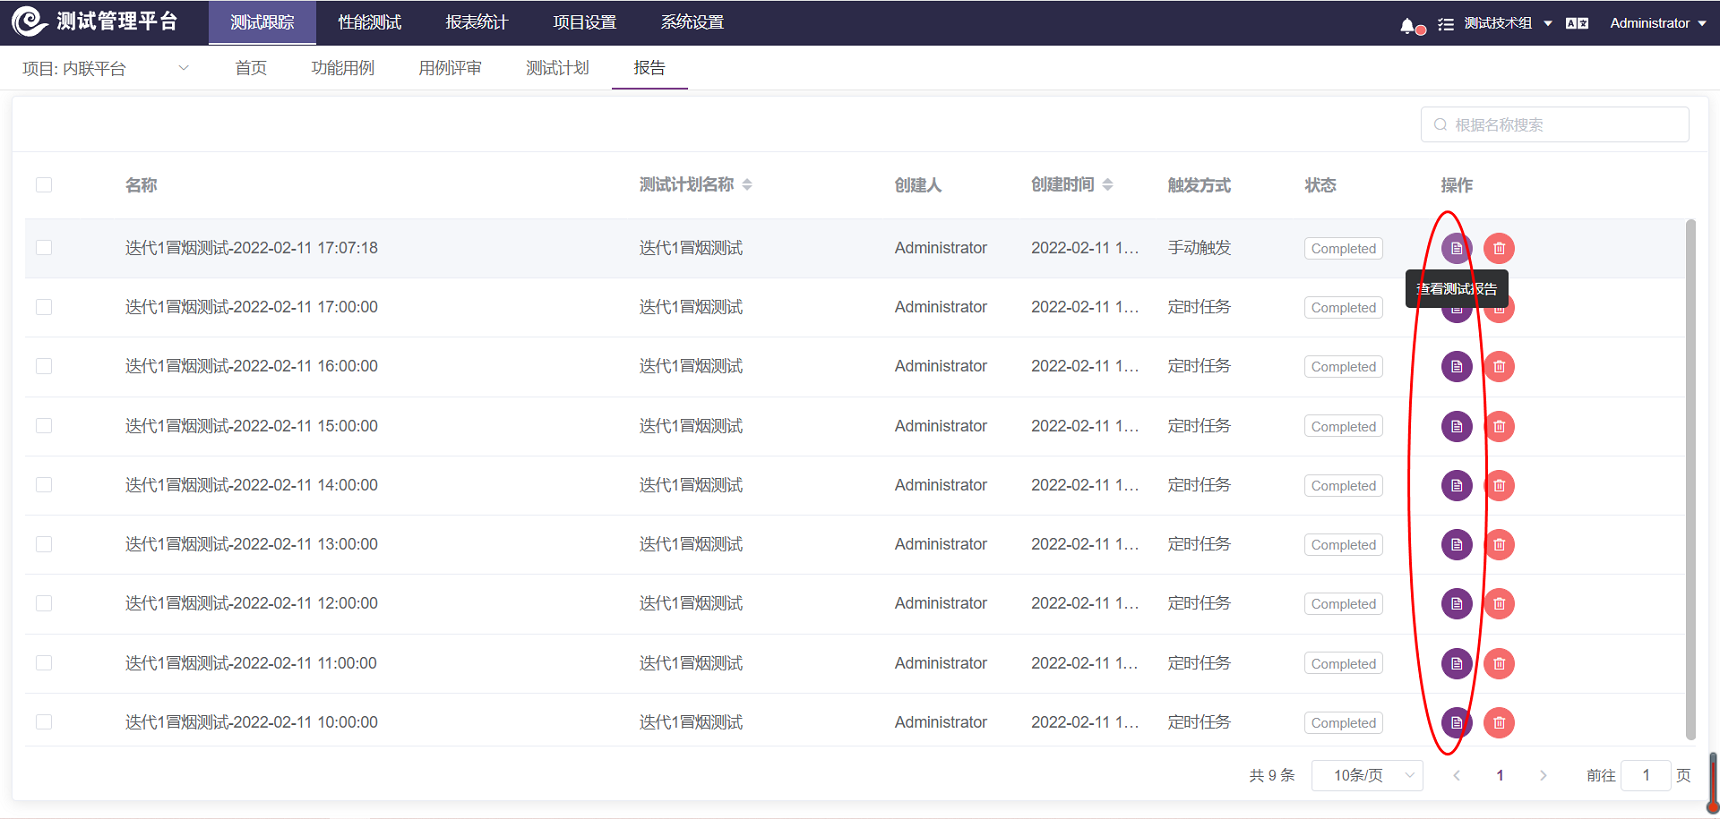 测试管理平台 测试跟踪 性能测试 报表统计 项目设置 系统设置 测试技术组 Administrator
项目: 内联平台 首页 功能用例 用例评审 测试计划 报告
根据名称搜索
名称 测试计划名称 创建人 创建时间 触发方式 状态 操作
迭代1冒烟测试-2022-02-11 17:07:18 迭代1冒烟测试 Administrator 2022-02-11 1... 手动触发 Completed
查看测试报告
迭代1冒烟测试-2022-02-11 17:00:00 迭代1冒烟测试 Administrator 2022-02-11 1... 定时任务 Completed
迭代1冒烟测试-2022-02-11 16:00:00 迭代1冒烟测试 Administrator 2022-02-11 1... 定时任务 Completed
迭代1冒烟测试-2022-02-11 15:00:00 迭代1冒烟测试 Administrator 2022-02-11 1... 定时任务 Completed
迭代1冒烟测试-2022-02-11 14:00:00 迭代1冒烟测试 Administrator 2022-02-11 1... 定时任务 Completed
迭代1冒烟测试-2022-02-11 13:00:00 迭代1冒烟测试 Administrator 2022-02-11 1... 定时任务 Completed
迭代1冒烟测试-2022-02-11 12:00:00 迭代1冒烟测试 Administrator 2022-02-11 1... 定时任务 Completed
迭代1冒烟测试-2022-02-11 11:00:00 迭代1冒烟测试 Administrator 2022-02-11 1... 定时任务 Completed
迭代1冒烟测试-2022-02-11 10:00:00 迭代1冒烟测试 Administrator 2022-02-11 1... 定时任务 Completed
共 9 条 10条/页 1 前往 1 页